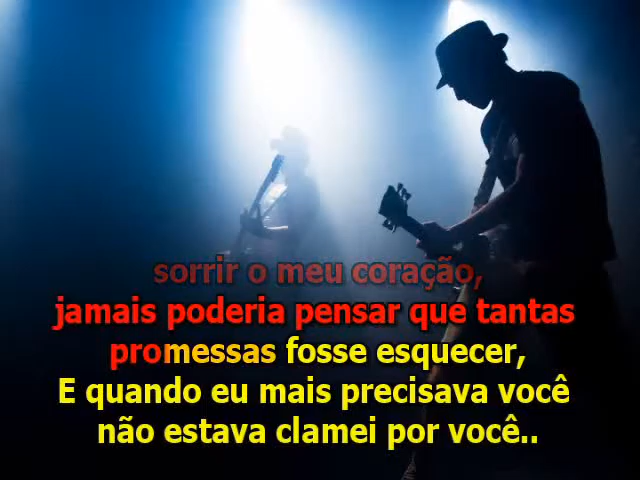 sorrir o meu coração,
jamais poderia pensar que tantas
promessas fosse esquecer,
E quando eu mais precisava você
não estava clamei por você..